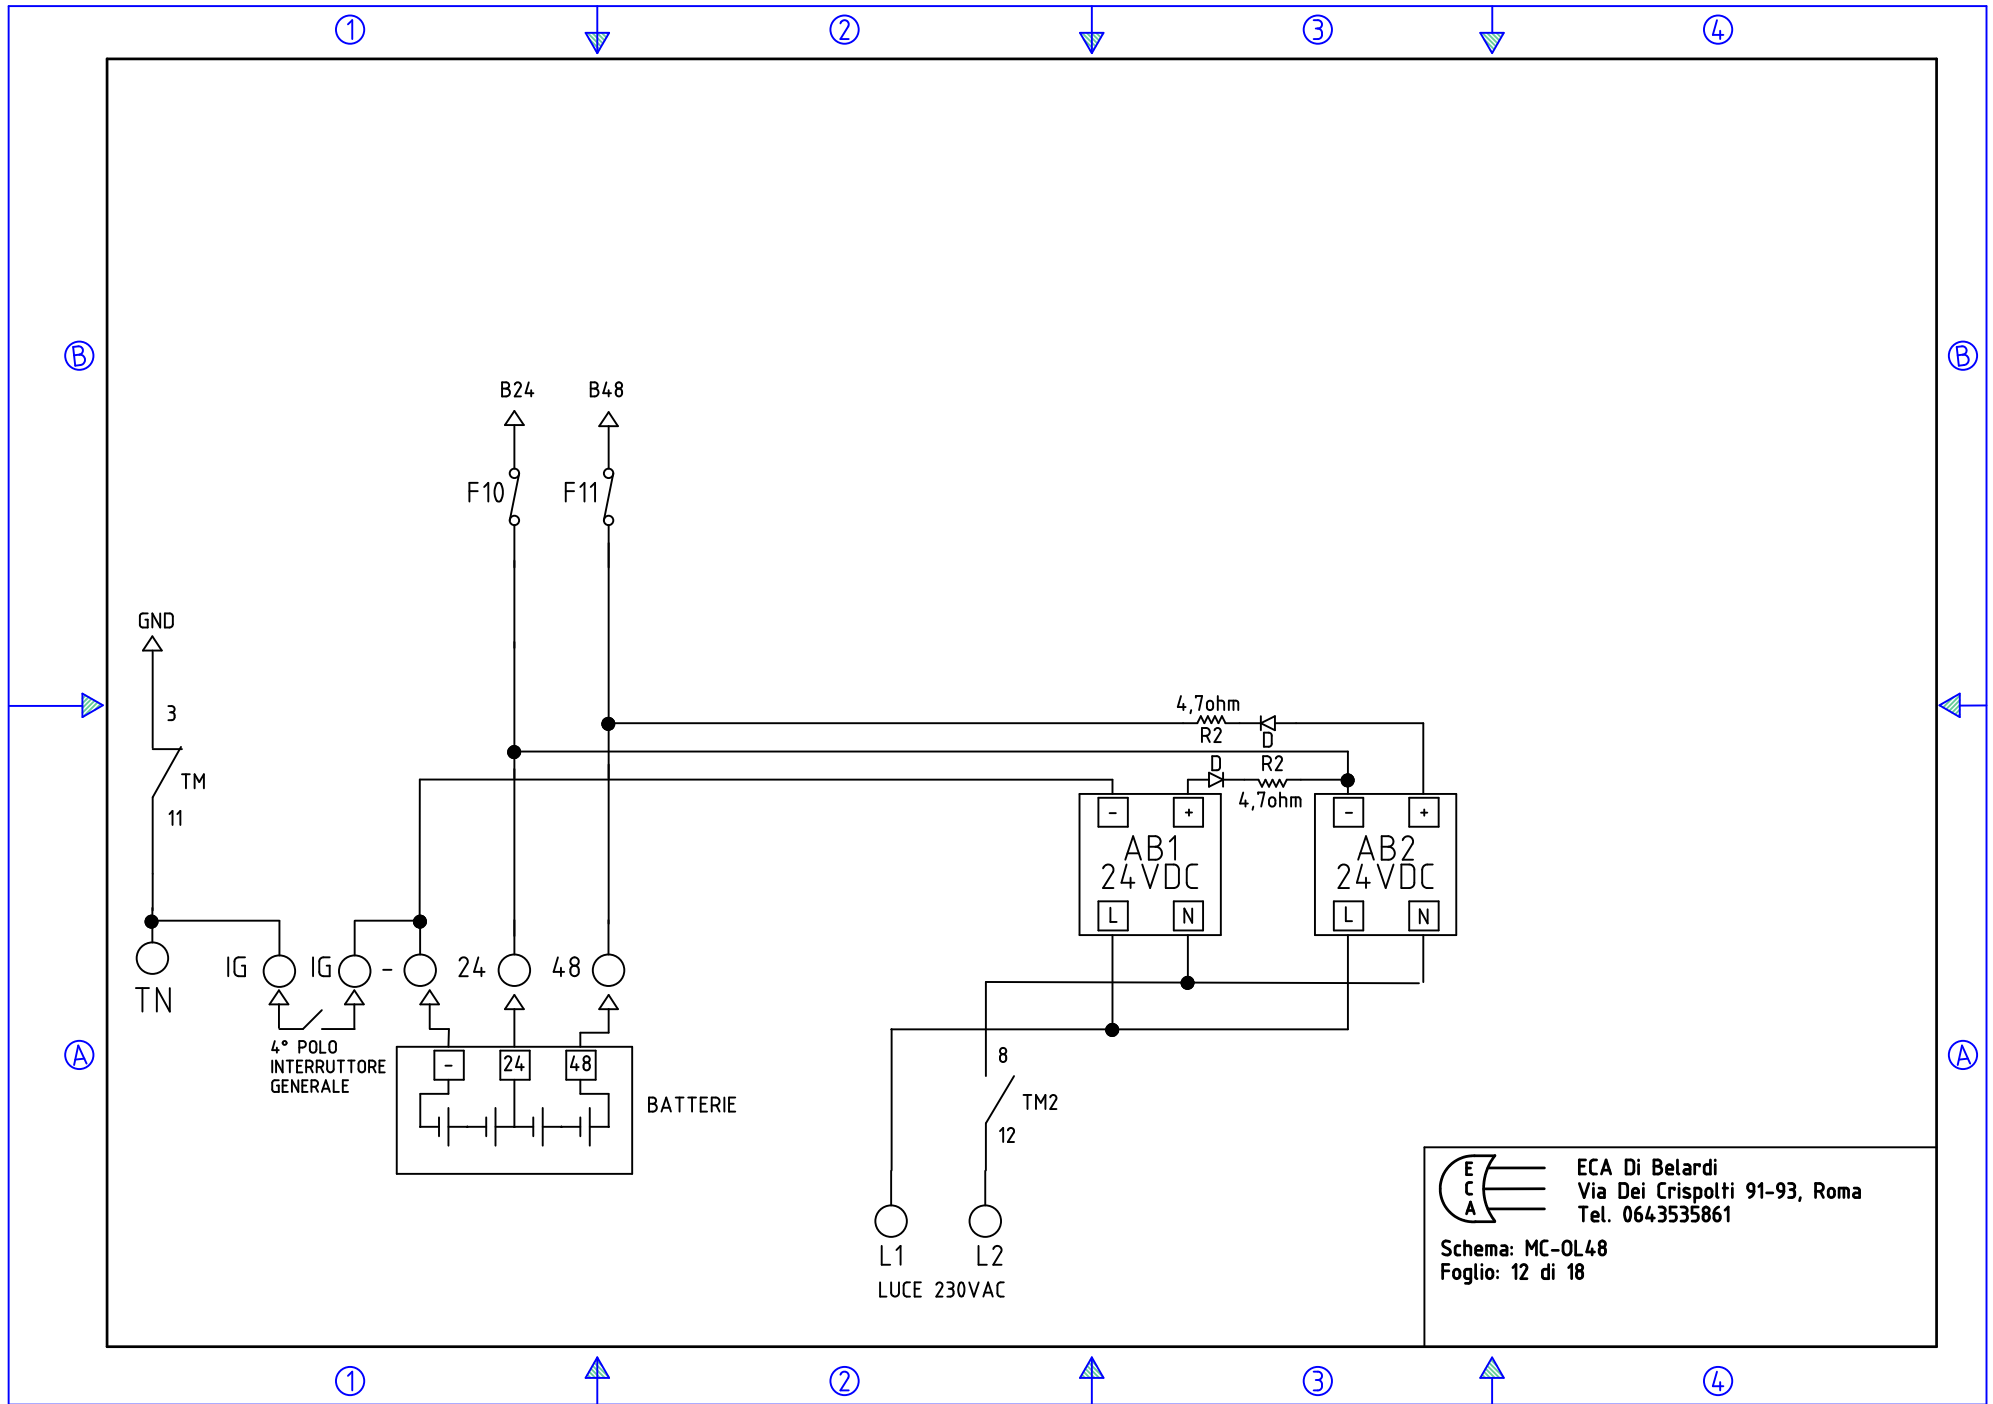 1 2 3 4
B B
B24 B48
F10 F11
GND
3
TM
11
4,7ohm
R2 D
D R2
4,7ohm
- + - +
AB1 AB2
24VDC 24VDC
L N L N
IG IG - 24 48
TN
4° POLO
INTERRUTTORE
GENERALE
- 24 48
BATTERIE
A A
8
TM2
12
L1 L2
LUCE 230VAC
E
C
A
ECA Di Belardi
Via Dei Crispolti 91-93, Roma
Tel. 0643535861
Schema: MC-OL48
Foglio: 12 di 18
1 2 3 4